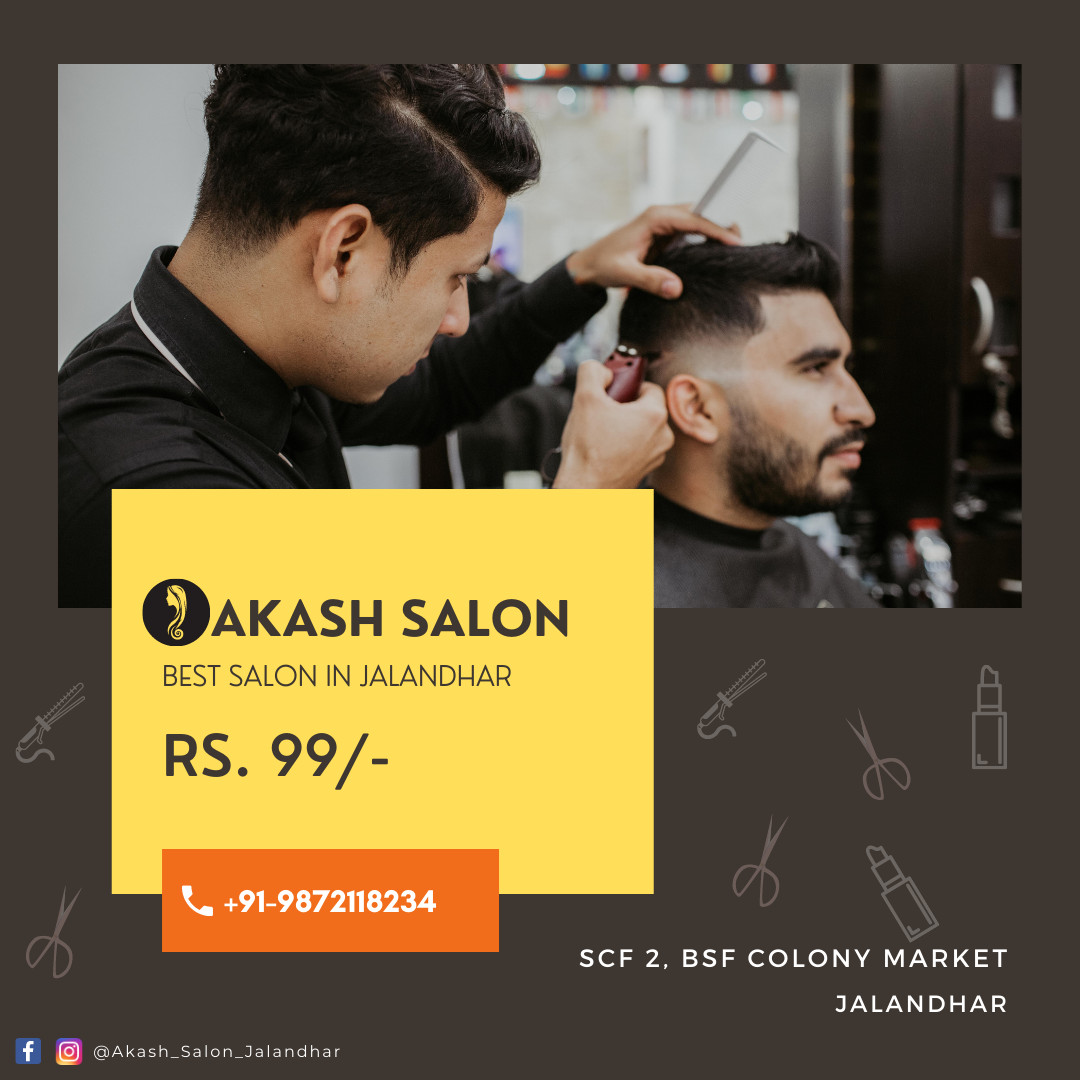 AKASH SALON
BEST SALON IN JALANDHAR
RS. 99/-
+91-9872118234
SCF 2, BSF COLONY MARKET
JALANDHAR
@Akash_Salon_Jalandhar